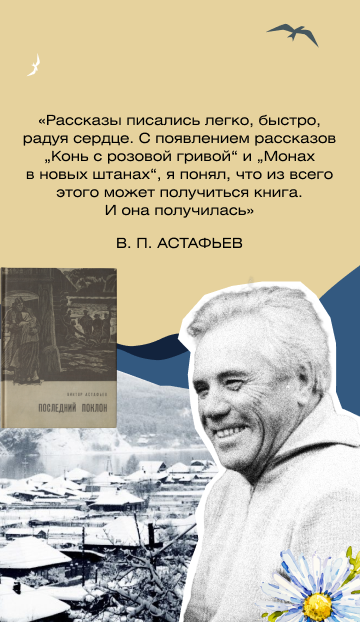 «Рассказы писались легко, быстро,
радуя сердце. С появлением рассказов
„Конь с розовой гривой“ и „Монах
в новых штанах“, я понял, что из всего
этого может получиться книга.
И она получилась»
В. П. АСТАФЬЕВ
ВИКТОР АСТАФЬЕВ
ПОСЛЕДНИЙ ПОКЛОН